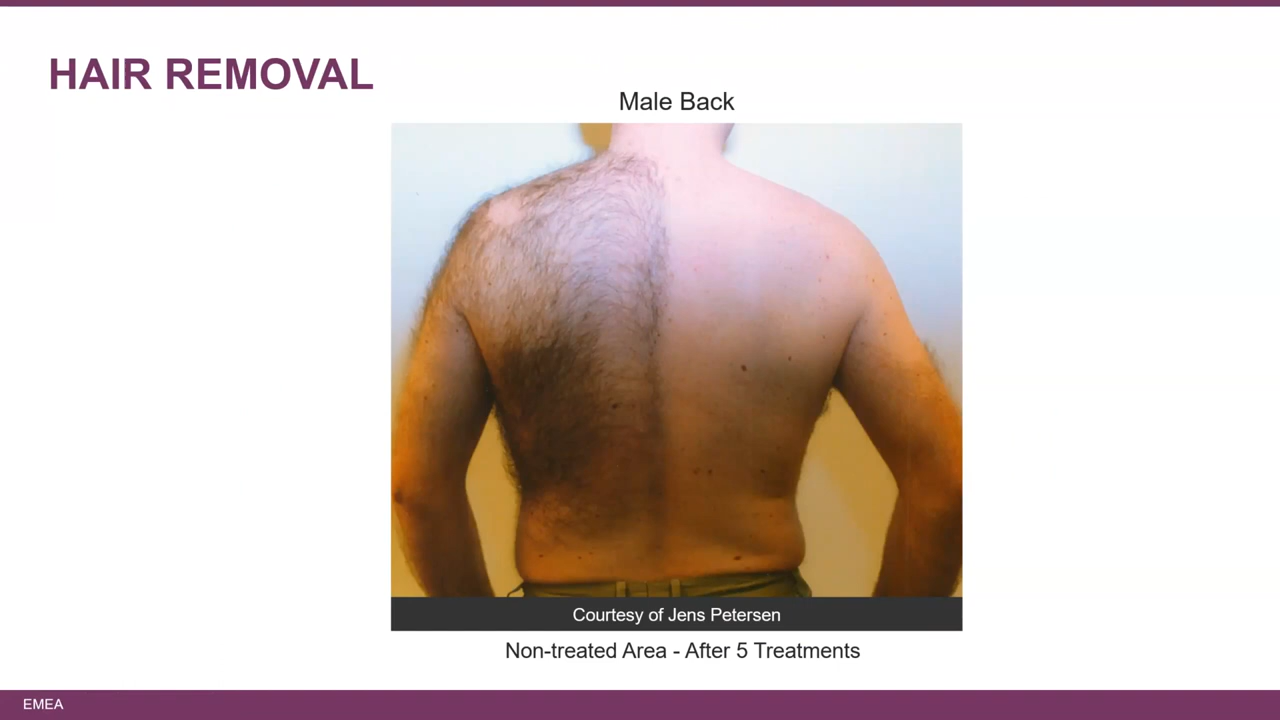 HAIR REMOVAL
Male Back
Courtesy of Jens Petersen
Non-treated Area - After 5 Treatments
EMEA